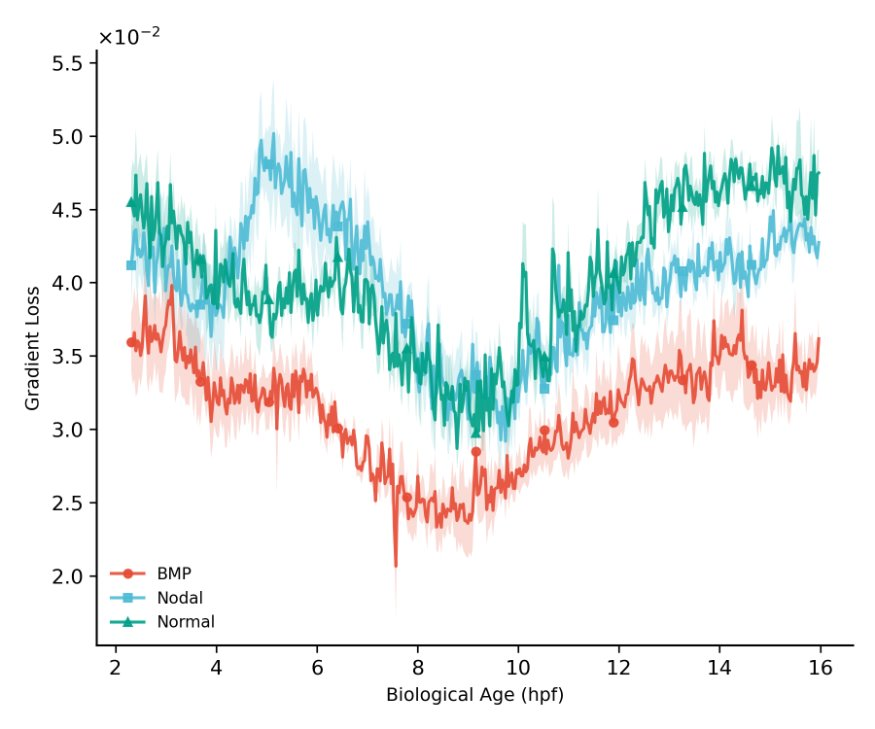 ×10⁻²
5.5
5.0
4.5
4.0
3.5
3.0
2.5
2.0
Gradient Loss
BMP
Nodal
Normal
2 4 6 8 10 12 14 16
Biological Age (hpf)